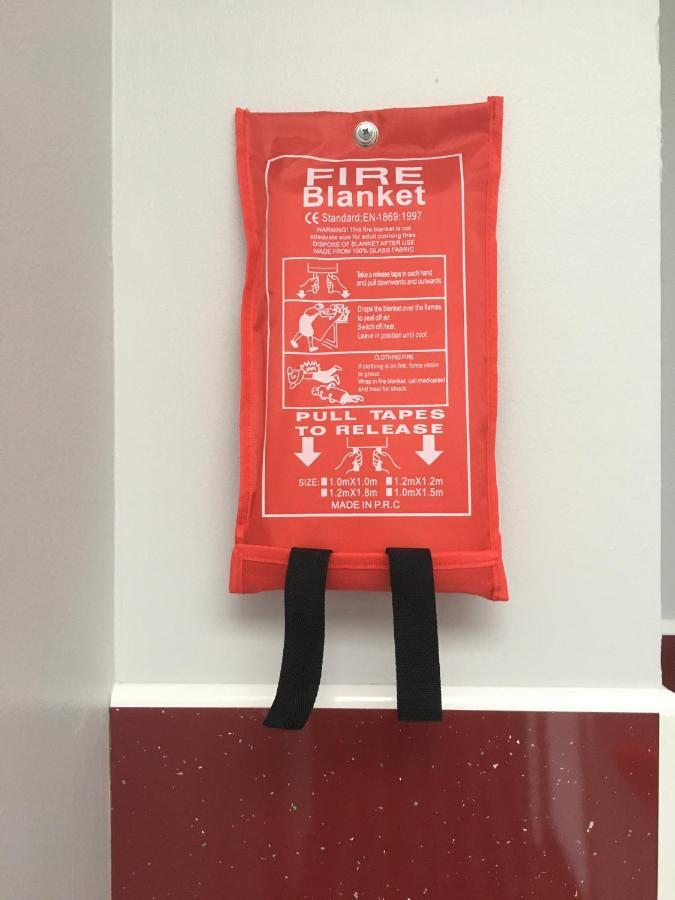 FIRE
Blanket
CE Standard:EN-1869:1997
WARNING! This fire blanket is not
adequate size for adult clothing fires
DISPOSE OF BLANKET AFTER USE
MADE FROM 100% GLASS FABRIC
Take a release tape in each hand
and pull downwards and outwards.
Drape the blanket over the flames
to seal off air.
Switch off heat.
Leave in position until cool.
CLOTHING FIRE
If clothing is on fire, force victim
to groud.
Wrap in fire blanket, call medicalaid
and treat for shock.
PULL TAPES
TO RELEASE
SIZE: 1.0mX1.0m 1.2mX1.2m
1.2mX1.8m 1.0mX1.5m
MADE IN P.R.C